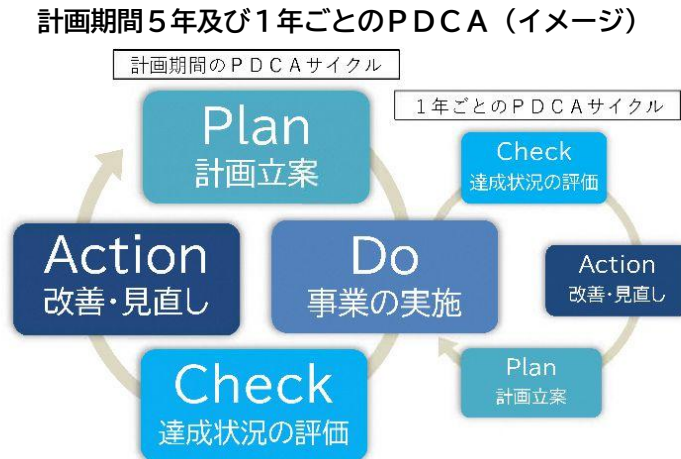 計画期間５年及び１年ごとのＰＤＣＡ（イメージ）
計画期間のＰＤＣＡサイクル
Plan
計画立案
Do
事業の実施
Check
達成状況の評価
Action
改善・見直し
１年ごとのＰＤＣＡサイクル
Check
達成状況の評価
Action
改善・見直し
Plan
計画立案